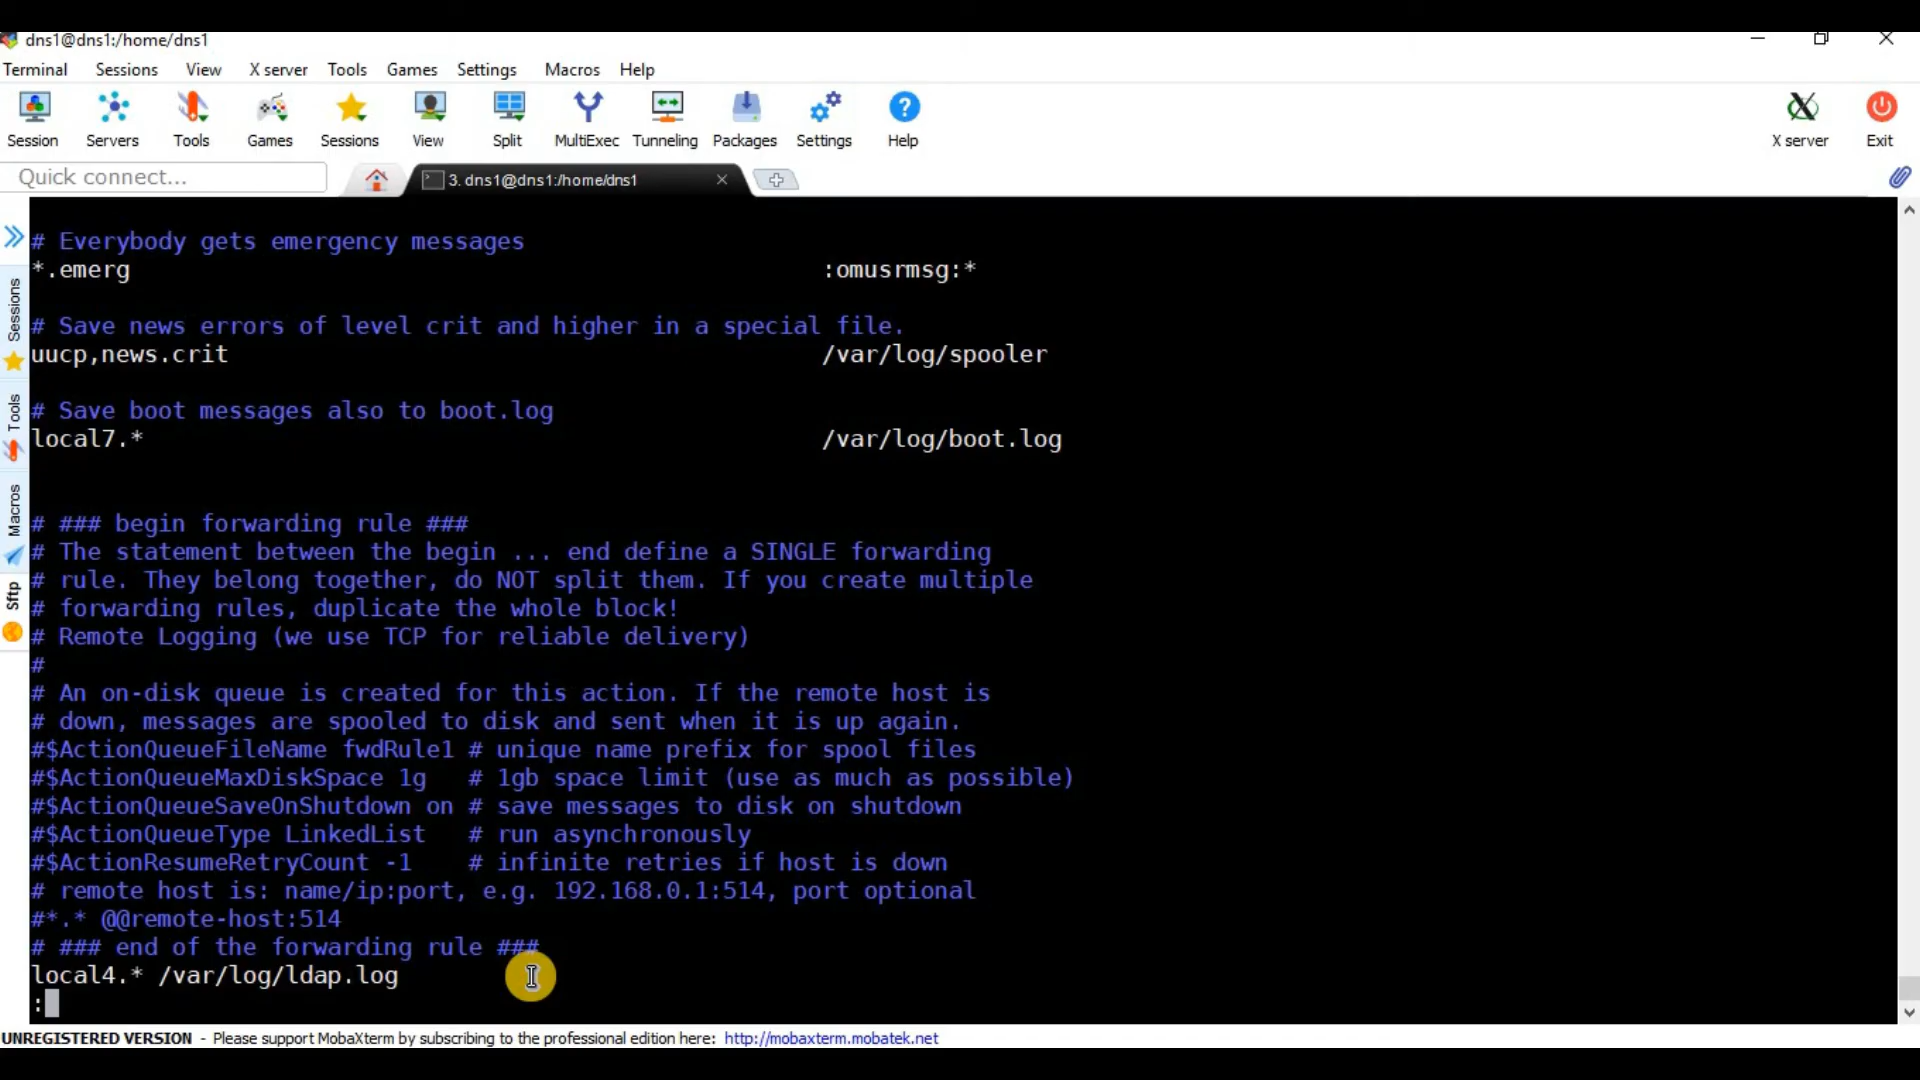 dns1@dns1:/home/dns1
Terminal Sessions View X server Tools Games Settings Macros Help
Session Servers Tools Games Sessions View Split MultiExec Tunneling Packages Settings Help X server Exit
Quick connect...
3. dns1@dns1:/home/dns1
Sessions
Tools
Macros
Sftp
# Everybody gets emergency messages
*.emerg :omusrmsg:*
# Save news errors of level crit and higher in a special file.
uucp,news.crit /var/log/spooler
# Save boot messages also to boot.log
local7.* /var/log/boot.log
# ### begin forwarding rule ###
# The statement between the begin ... end define a SINGLE forwarding
# rule. They belong together, do NOT split them. If you create multiple
# forwarding rules, duplicate the whole block!
# Remote Logging (we use TCP for reliable delivery)
#
# An on-disk queue is created for this action. If the remote host is
# down, messages are spooled to disk and sent when it is up again.
#$ActionQueueFileName fwdRule1 # unique name prefix for spool files
#$ActionQueueMaxDiskSpace 1g # 1gb space limit (use as much as possible)
#$ActionQueueSaveOnShutdown on # save messages to disk on shutdown
#$ActionQueueType LinkedList # run asynchronously
#$ActionResumeRetryCount -1 # infinite retries if host is down
# remote host is: name/ip:port, e.g. 192.168.0.1:514, port optional
#*.* @@remote-host:514
# ### end of the forwarding rule ###
local4.* /var/log/ldap.log
:
UNREGISTERED VERSION - Please support MobaXterm by subscribing to the professional edition here: http://mobaxterm.mobatek.net